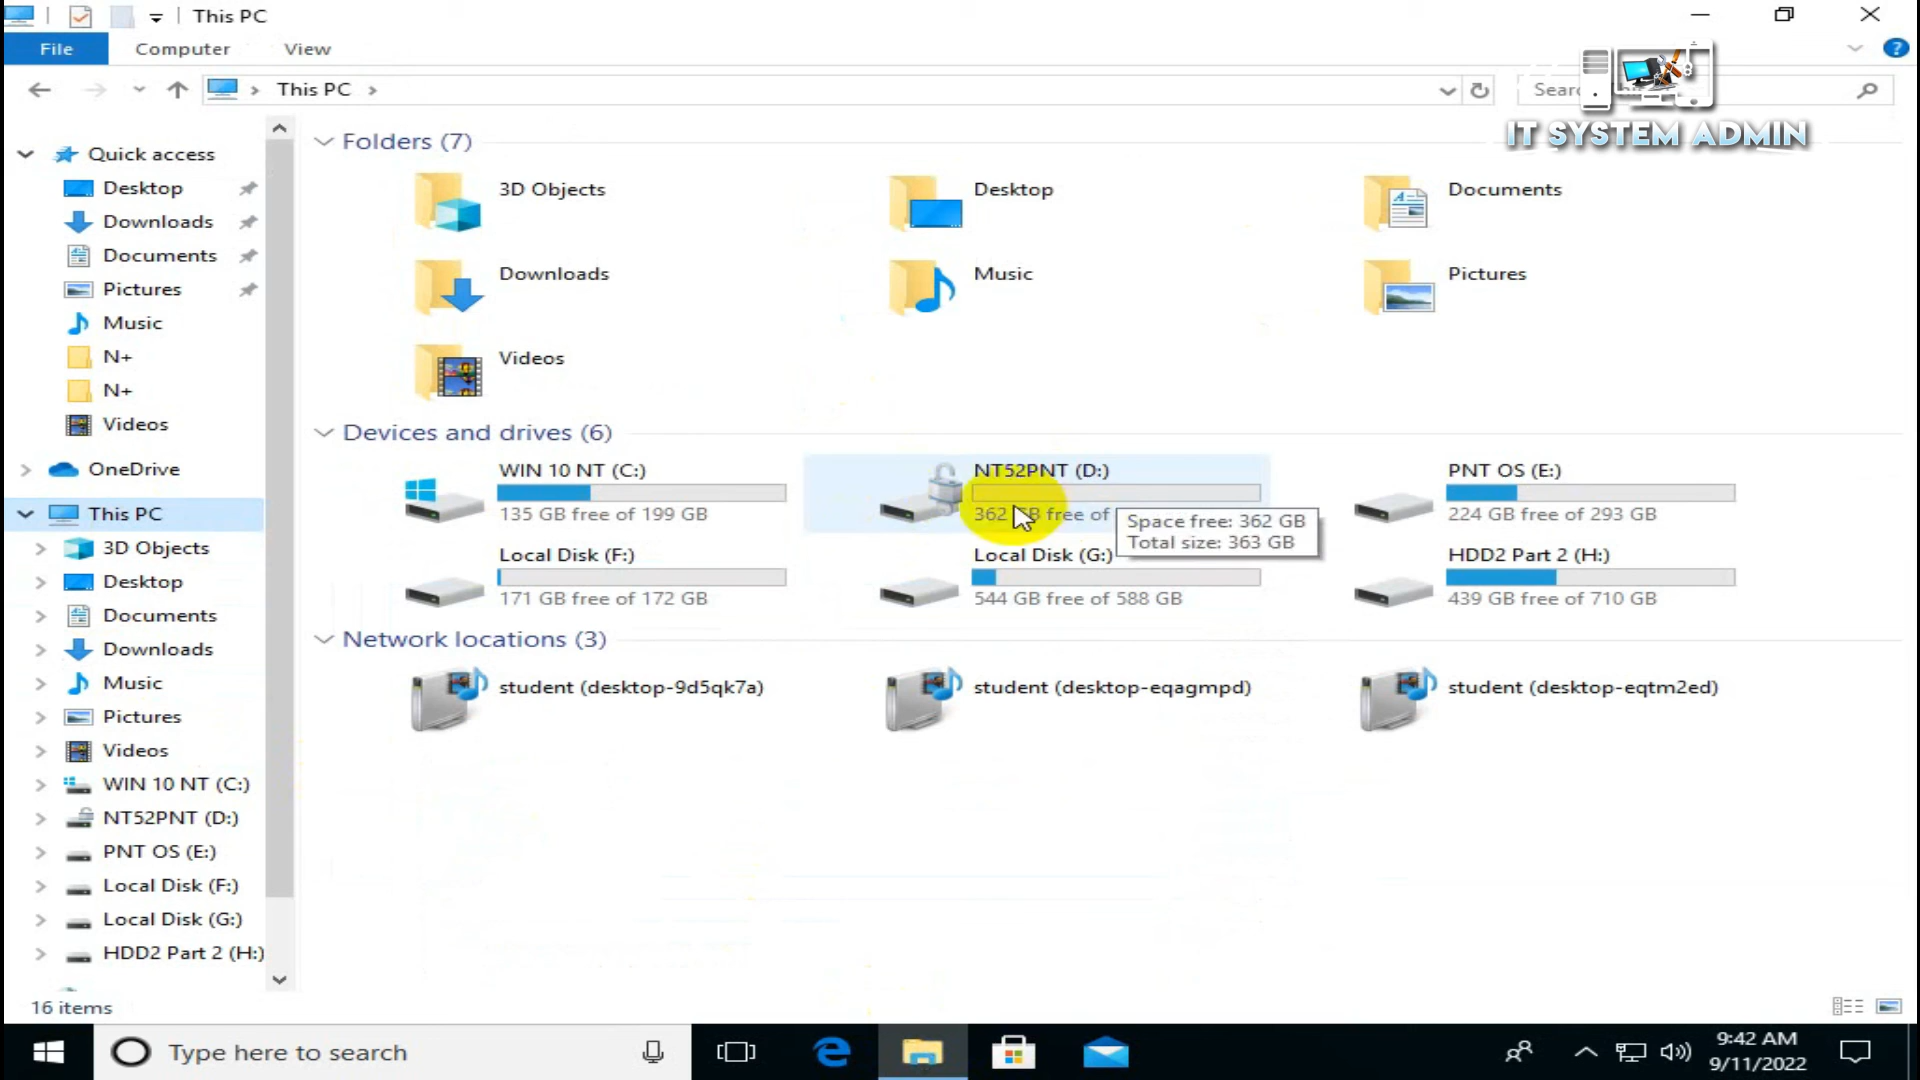 This PC
File
Computer
View
This PC
Sear
IT SYSTEM ADMIN
Quick access
Desktop
Downloads
Documents
Pictures
Music
N+
N+
Videos
OneDrive
This PC
3D Objects
Desktop
Documents
Downloads
Music
Pictures
Videos
WIN 10 NT (C:)
NT52PNT (D:)
PNT OS (E:)
Local Disk (F:)
Local Disk (G:)
HDD2 Part 2 (H:)
Folders (7)
3D Objects
Desktop
Documents
Downloads
Music
Pictures
Videos
Devices and drives (6)
WIN 10 NT (C:)
135 GB free of 199 GB
NT52PNT (D:)
362 GB free of
Space free: 362 GB
Total size: 363 GB
PNT OS (E:)
224 GB free of 293 GB
Local Disk (F:)
171 GB free of 172 GB
Local Disk (G:)
544 GB free of 588 GB
HDD2 Part 2 (H:)
439 GB free of 710 GB
Network locations (3)
student (desktop-9d5qk7a)
student (desktop-eqagmpd)
student (desktop-eqtm2ed)
16 items
Type here to search
9:42 AM
9/11/2022